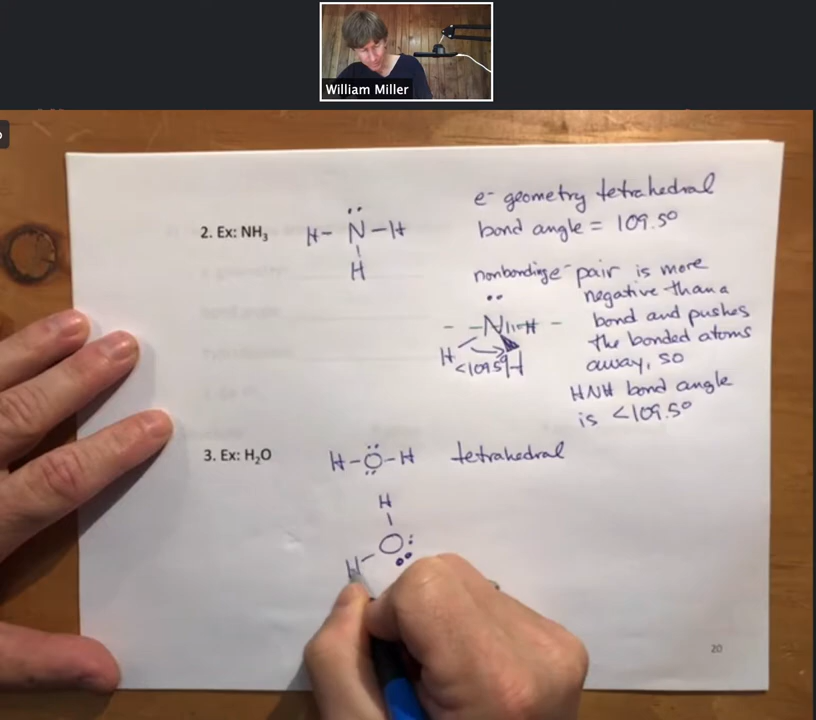 William Miller
2. Ex: NH₃
H-N-H
H
e⁻ geometry tetrahedral
bond angle = 109.5°
nonbonding e⁻ pair is more
negative than a
bond and pushes
the bonded atoms
away, so
HNH bond angle
is <109.5°
N H
H <109.5° H
3. Ex: H₂O
H-O-H tetrahedral
H
O
H
20